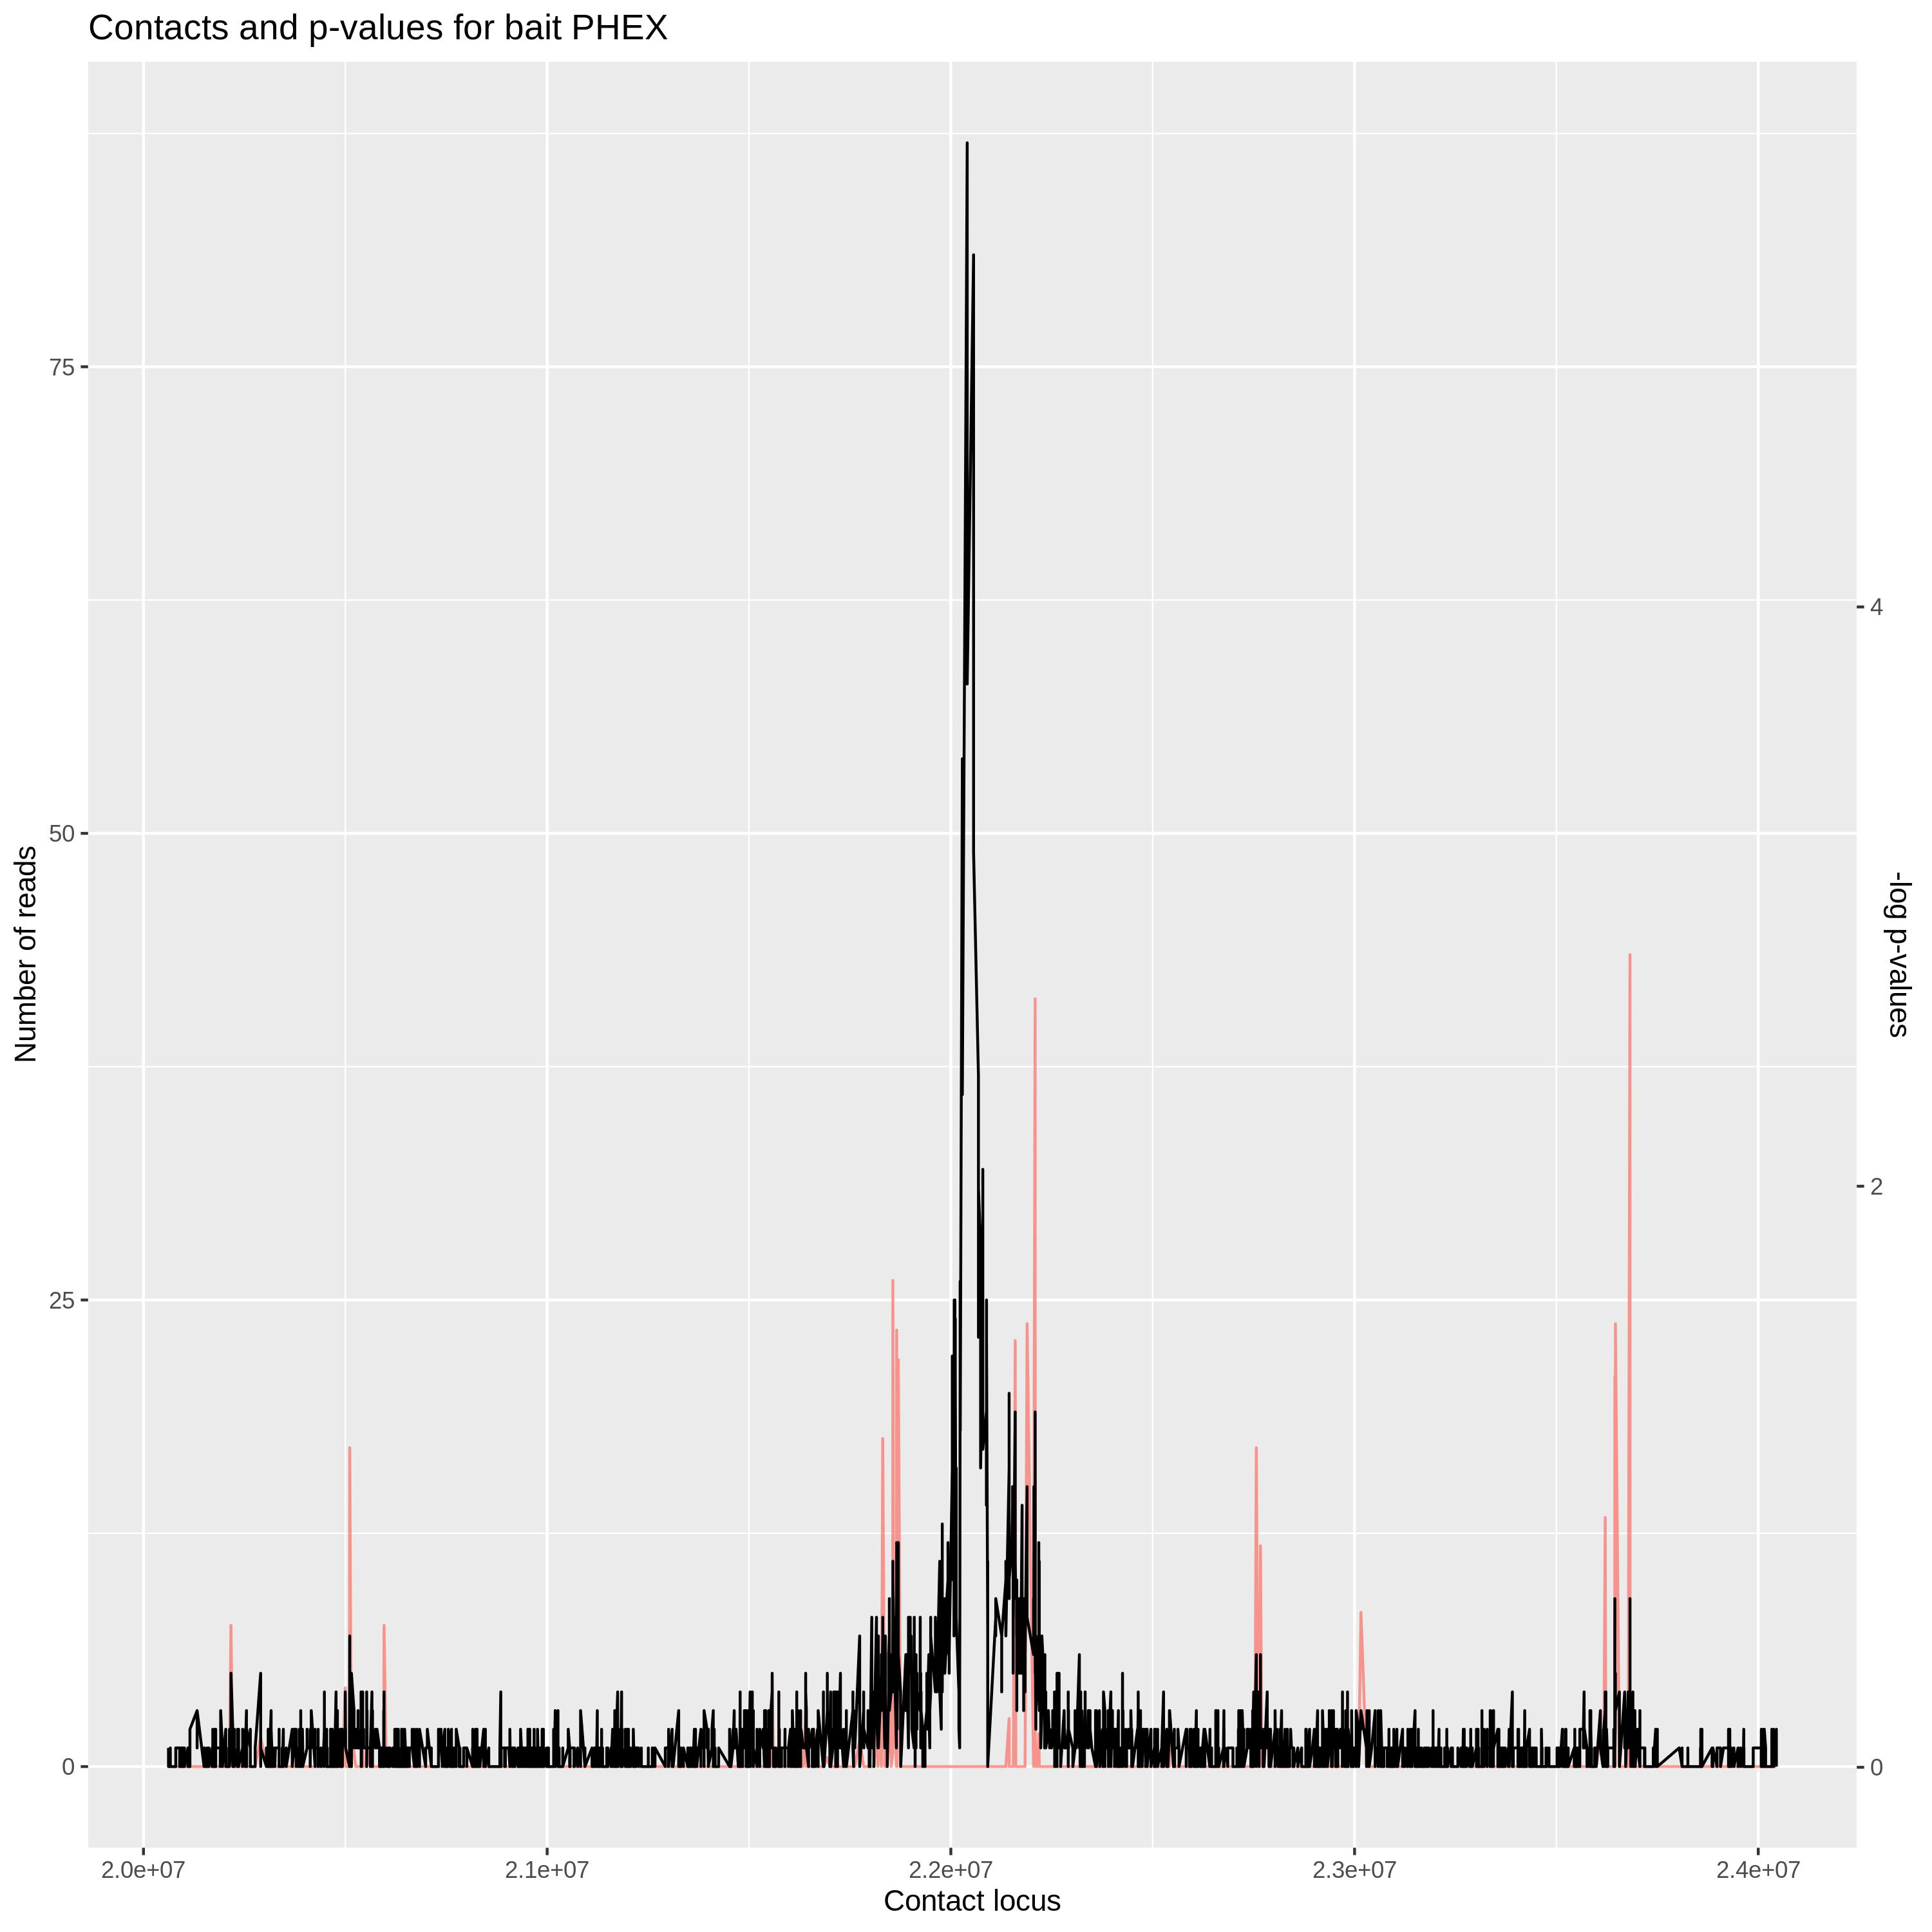 Contacts and p-values for bait PHEX
Number of reads
75
50
25
0
4
2
0
-log p-values
2.0e+07
2.1e+07
2.2e+07
2.3e+07
2.4e+07
Contact locus